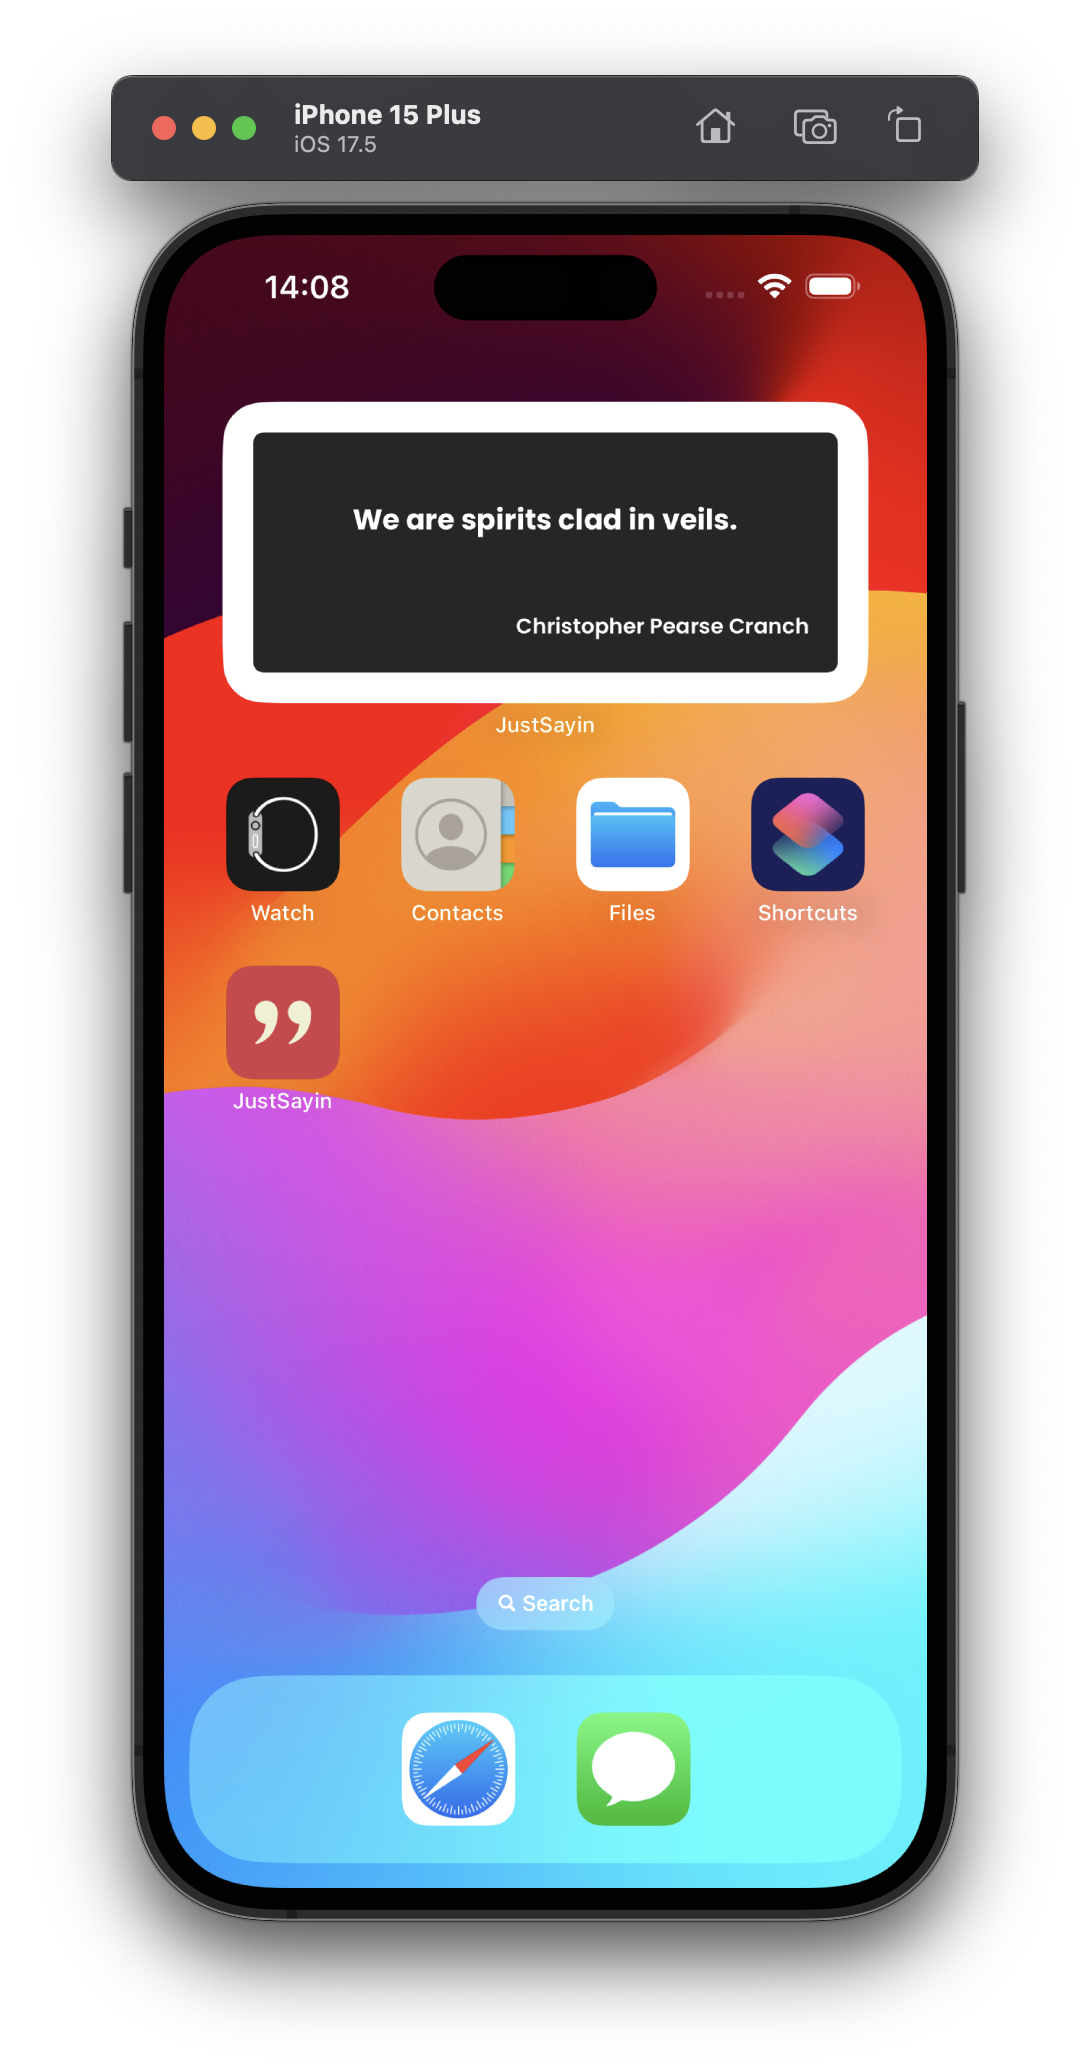 iPhone 15 Plus
iOS 17.5
14:08
We are spirits clad in veils.
Christopher Pearse Cranch
JustSayin
Watch
Contacts
Files
Shortcuts
JustSayin
Search